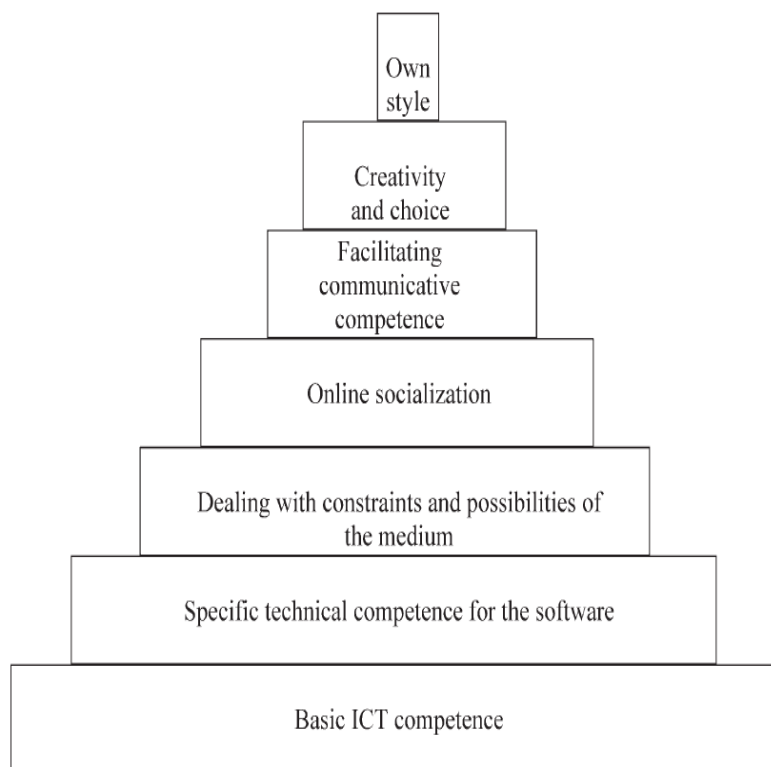 Own
style
Creativity
and choice
Facilitating
communicative
competence
Online socialization
Dealing with constraints and possibilities of
the medium
Specific technical competence for the software
Basic ICT competence